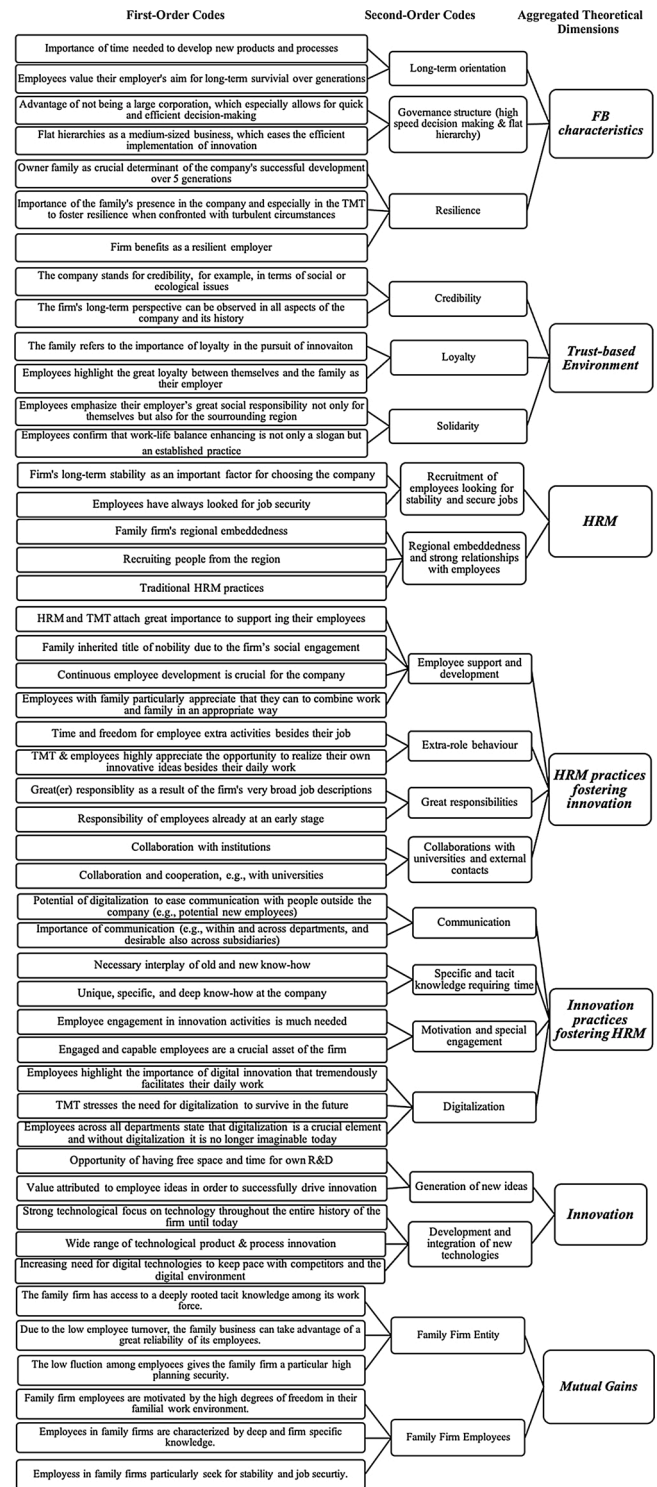 First-Order Codes
Second-Order Codes
Aggregated Theoretical
Dimensions
Importance of time needed to develop new products and processes
Employees value their employer's aim for long-term survivial over generations
Long-term orientation
Advantage of not being a large corporation, which especially allows for quick
and efficient decision-making
Flat hierarchies as a medium-sized business, which eases the efficient
implementation of innovation
Governance structure (high
speed decision making & flat
hierarchy)
Owner family as crucial determinant of the company's successful development
over 5 generations
Importance of the family's presence in the company and especially in the TMT
to foster resilience when confronted with turbulent circumstances
Firm benefits as a resilient employer
Resilience
FB
characteristics
The company stands for credibility, for example, in terms of social or
ecological issues
The firm's long-term perspective can be observed in all aspects of the
company and its history
Credibility
The family refers to the importance of loyalty in the pursuit of innovaiton
Employees highlight the great loyalty between themselves and the family as
their employer
Loyalty
Employees emphasize their employer's great social responsibility not only for
themselves but also for the sourrounding region
Employees confirm that work-life balance enhancing is not only a slogan but
an established practice
Solidarity
Trust-based
Environment
Firm's long-term stability as an important factor for choosing the company
Employees have always looked for job security
Recruitment of
employees looking for
stability and secure jobs
Family firm's regional embeddedness
Recruiting people from the region
Traditional HRM practices
Regional embeddedness
and strong relationships
with employees
HRM
HRM and TMT attach great importance to support ing their employees
Family inherited title of nobility due to the firm's social engagement
Continuous employee development is crucial for the company
Employees with family particularly appreciate that they can to combine work
and family in an appropriate way
Employee support and
development
Time and freedom for employee extra activities besides their job
TMT & employees highly appreciate the opportunity to realize their own
innovative ideas besides their daily work
Extra-role behaviour
Great(er) responsiblity as a result of the firm's very broad job descriptions
Responsibility of employees already at an early stage
Great responsibilities
Collaboration with institutions
Collaboration and cooperation, e.g., with universities
Collaborations with
universities and external
contacts
HRM practices
fostering
innovation
Potential of digitalization to ease communication with people outside the
company (e.g., potential new employees)
Importance of communication (e.g., within and across departments, and
desirable also across subsidiaries)
Communication
Necessary interplay of old and new know-how
Unique, specific, and deep know-how at the company
Specific and tacit
knowledge requiring time
Employee engagement in innovation activities is much needed
Engaged and capable employees are a crucial asset of the firm
Motivation and special
engagement
Employees highlight the importance of digital innovation that tremendously
facilitates their daily work
TMT stresses the need for digitalization to survive in the future
Employees across all departments state that digitalization is a crucial element
and without digitalization it is no longer imaginable today
Digitalization
Innovation
practices
fostering HRM
Opportunity of having free space and time for own R&D
Value attributed to employee ideas in order to successfully drive innovation
Generation of new ideas
Strong technological focus on technology throughout the entire history of the
firm until today
Wide range of technological product & process innovation
Increasing need for digital technologies to keep pace with competitors and the
digital environment
Development and
integration of new
technologies
Innovation
The family firm has access to a deeply rooted tacit knowledge among its work
force.
Due to the low employee turnover, the family business can take advantage of a
great reliability of its employees.
The low fluction among employoees gives the family firm a particular high
planning security.
Family Firm Entity
Family firm employees are motivated by the high degrees of freedom in their
familial work environment.
Employees in family firms are characterized by deep and firm specific
knowledge.
Employess in family firms particularly seek for stability and job securtiy.
Family Firm Employees
Mutual Gains